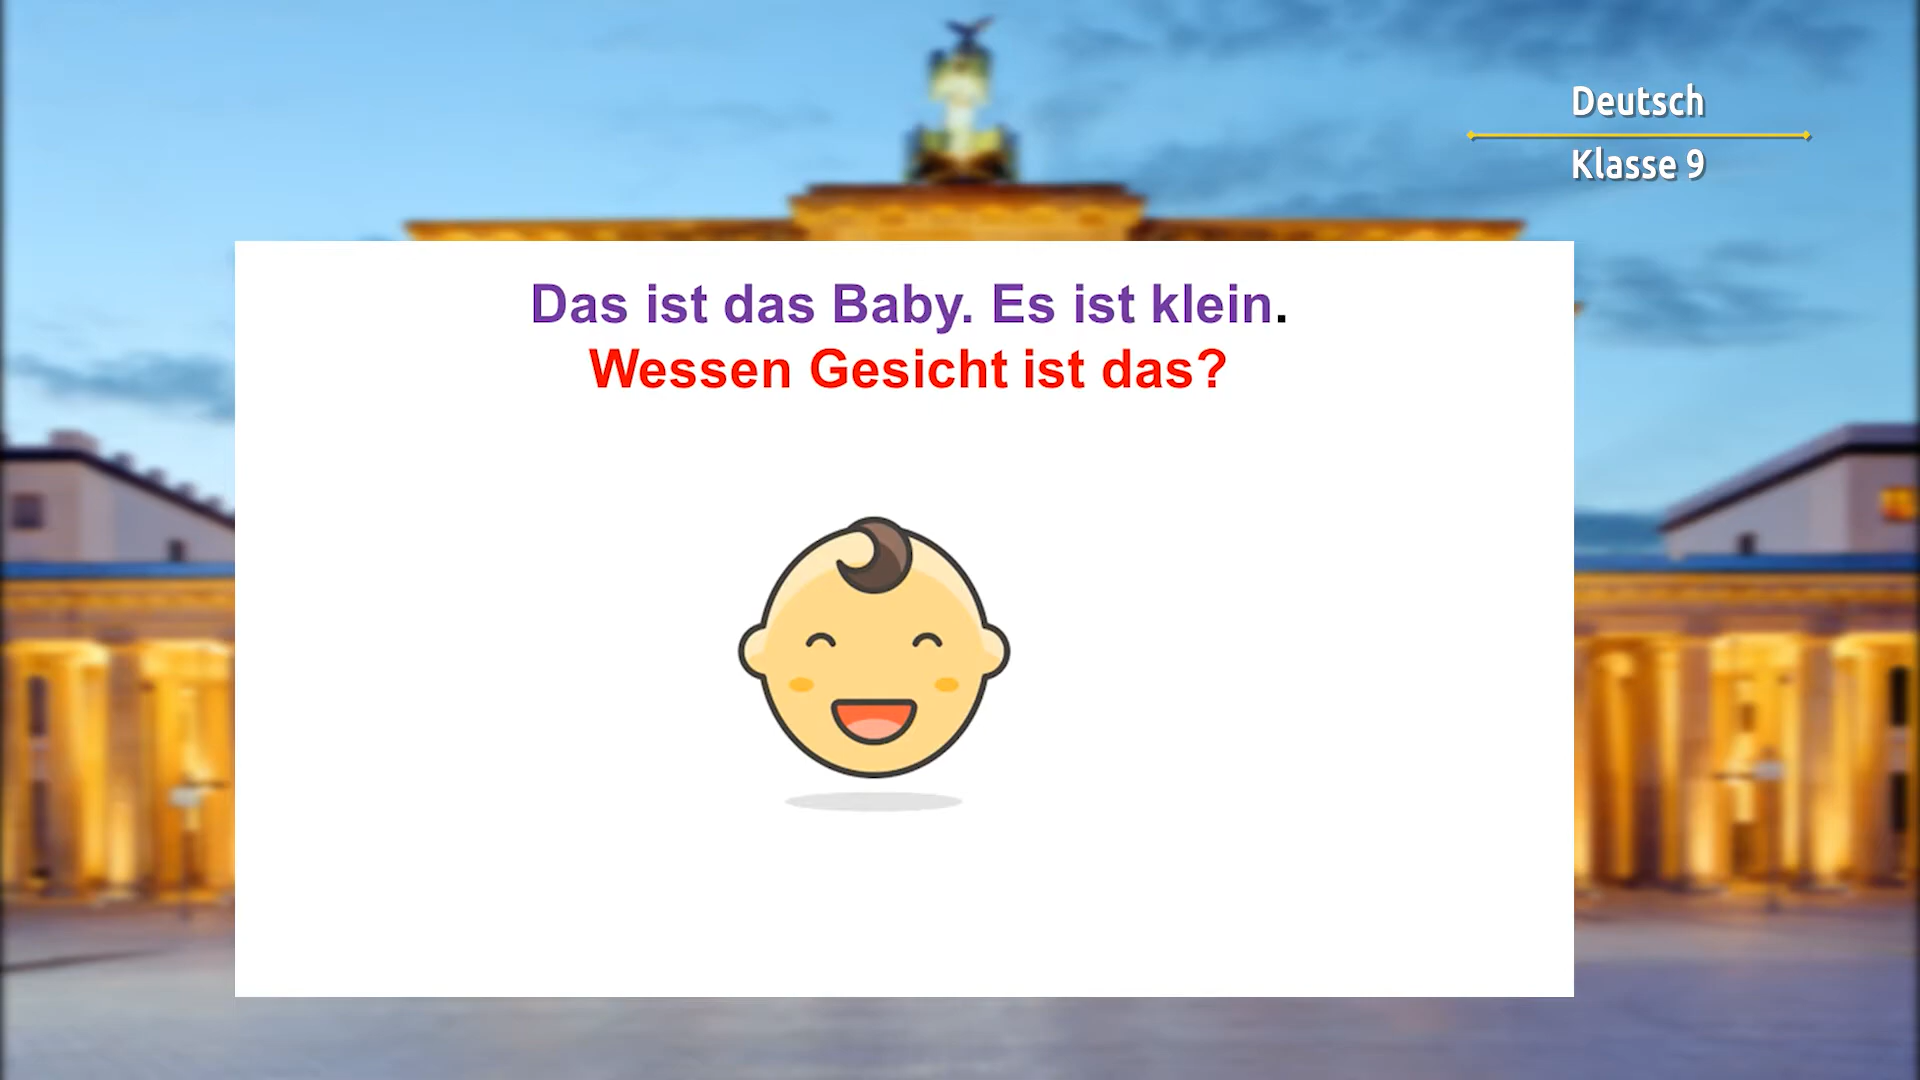 Deutsch
Klasse 9
Das ist das Baby. Es ist klein.
Wessen Gesicht ist das?